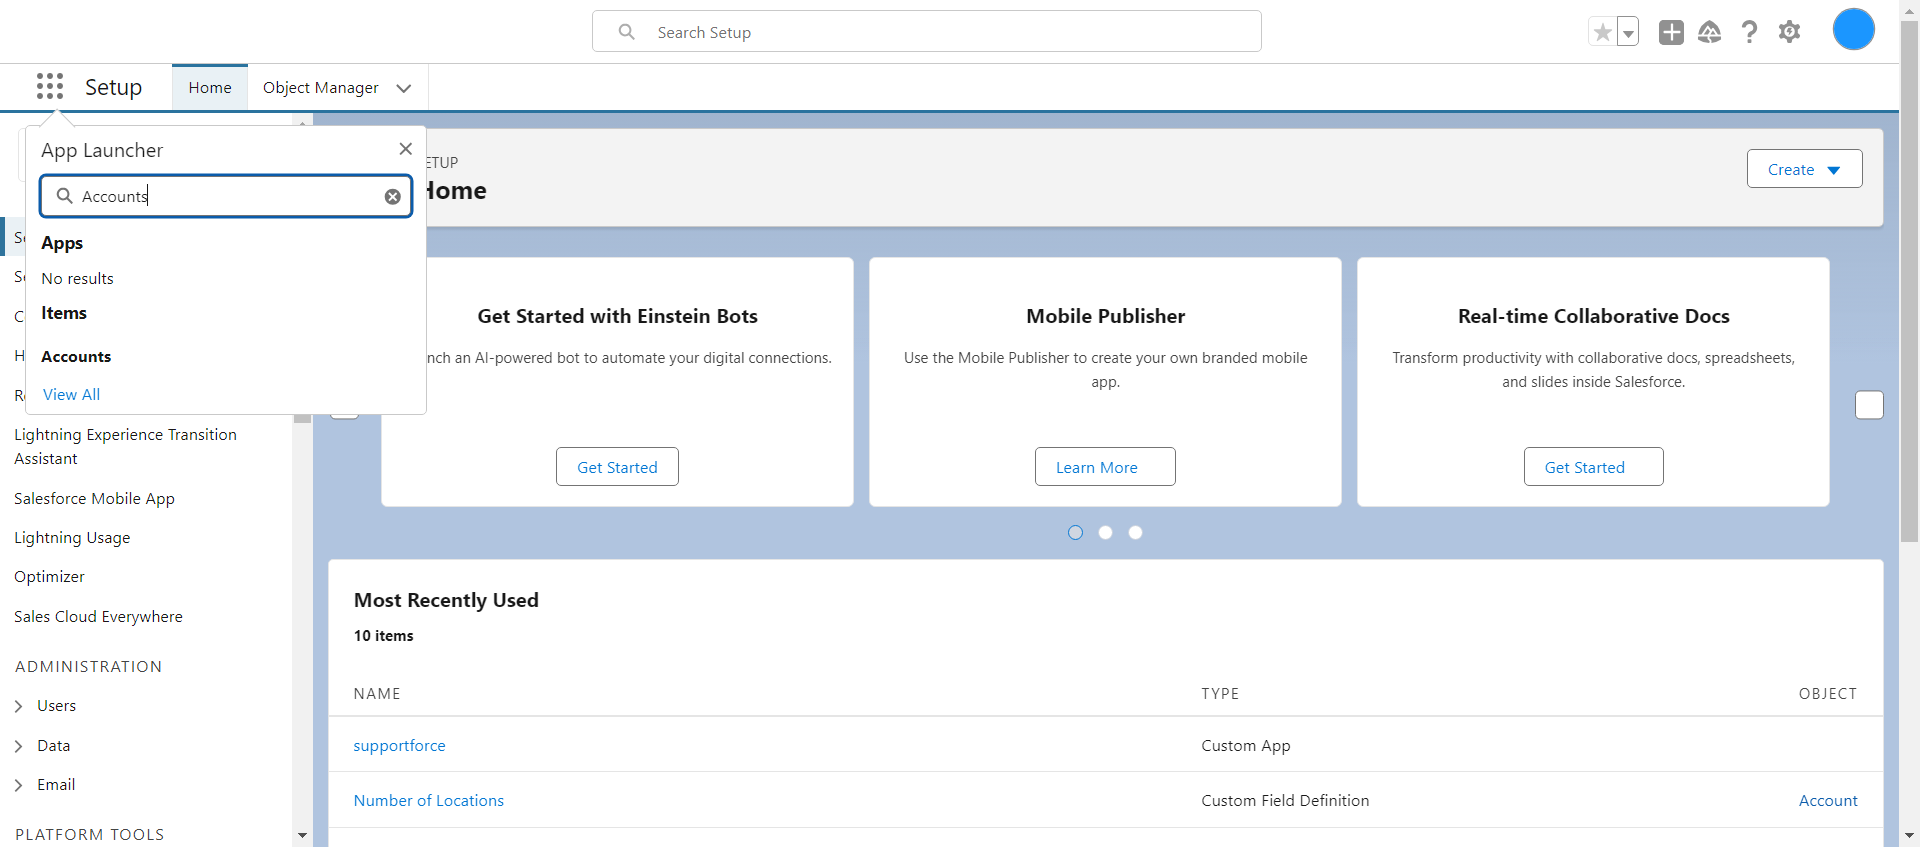 Search Setup
Setup
Home
Object Manager
App Launcher
Accounts
Apps
No results
Items
Accounts
View All
ETUP
Home
Create
Lightning Experience Transition
Assistant
Salesforce Mobile App
Lightning Usage
Optimizer
Sales Cloud Everywhere
ADMINISTRATION
Users
Data
Email
PLATFORM TOOLS
Get Started with Einstein Bots
nch an AI-powered bot to automate your digital connections.
Get Started
Mobile Publisher
Use the Mobile Publisher to create your own branded mobile
app.
Learn More
Real-time Collaborative Docs
Transform productivity with collaborative docs, spreadsheets,
and slides inside Salesforce.
Get Started
Most Recently Used
10 items
NAME TYPE OBJECT
supportforce Custom App
Number of Locations Custom Field Definition Account